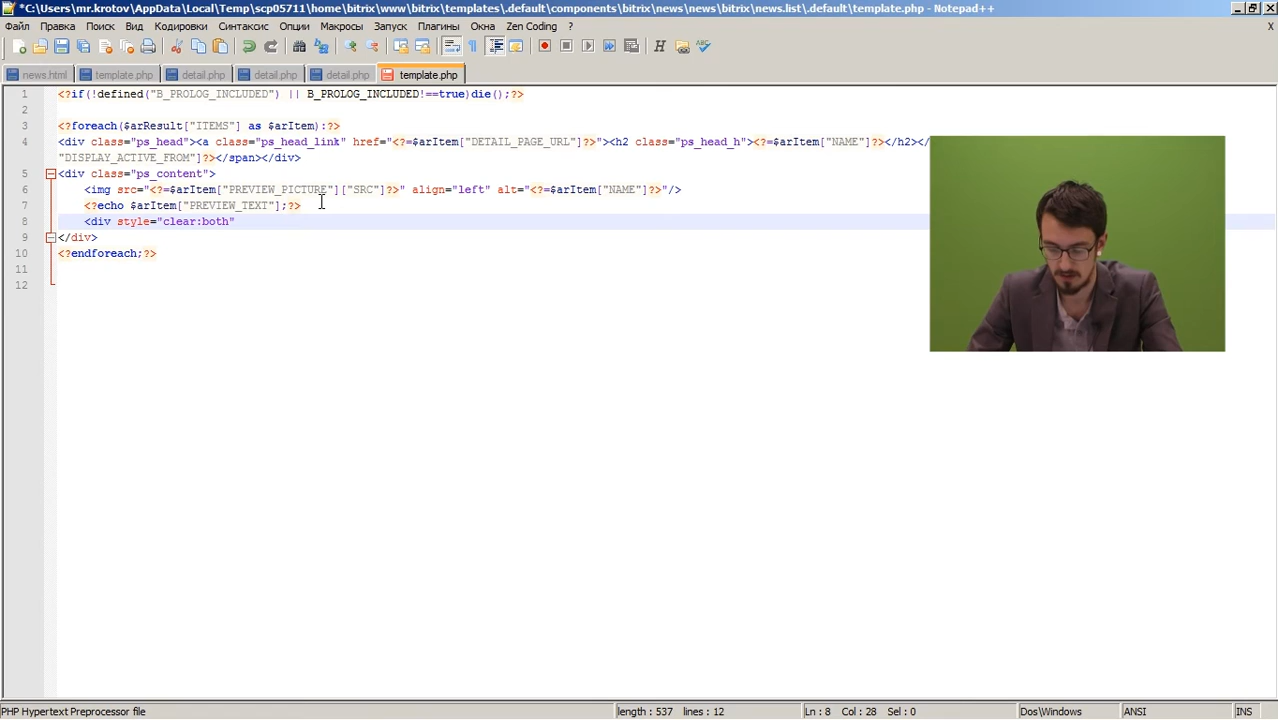 *C:\Users\mr.krotov\AppData\Local\Temp\scp05711\home\bitrix\www\bitrix\templates\.default\components\bitrix\news\news\bitrix\news.list\.default\template.php - Notepad++
Файл Правка Поиск Вид Кодировки Синтаксис Опции Макросы Запуск Плагины Окна Zen Coding ? X
news.html template.php detail.php detail.php detail.php template.php
1 <?if(!defined("B_PROLOG_INCLUDED") || B_PROLOG_INCLUDED!==true)die();?>
2
3 <?foreach($arResult["ITEMS"] as $arItem):?>
4 <div class="ps_head"><a class="ps_head_link" href="<?=$arItem["DETAIL_PAGE_URL"]?>"><h2 class="ps_head_h"><?=$arItem["NAME"]?></h2></
"DISPLAY_ACTIVE_FROM"]?></span></div>
5 <div class="ps_content">
6 <img src="<?=$arItem["PREVIEW_PICTURE"]["SRC"]?>" align="left" alt="<?=$arItem["NAME"]?>"/>
7 <?echo $arItem["PREVIEW_TEXT"];?>
8 <div style="clear:both"
9 </div>
10 <?endforeach;?>
11
12
PHP Hypertext Preprocessor file length : 537 lines : 12 Ln : 8 Col : 28 Sel : 0 Dos\Windows ANSI INS